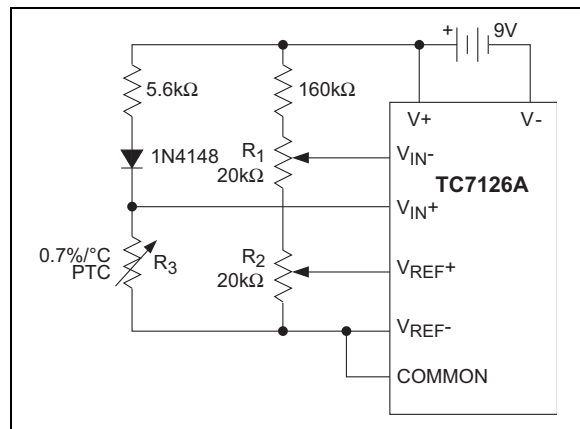 + 9V
5.6kΩ
160kΩ
V+ V-
1N4148
R1
20kΩ
VIN-
TC7126A
VIN+
0.7%/°C
PTC
R3
R2
20kΩ
VREF+
VREF-
COMMON